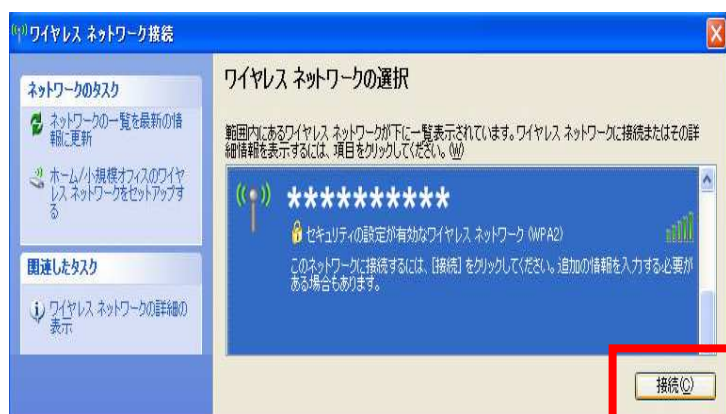 ワイヤレス ネットワーク接続
ネットワークのタスク
ネットワークの一覧を最新の情
報に更新
ホーム/小規模オフィスのワイヤ
レス ネットワークをセットアップす
る
関連したタスク
ワイヤレス ネットワークの詳細の
表示
ワイヤレス ネットワークの選択
範囲内にあるワイヤレス ネットワークが下に一覧表示されています。ワイヤレス ネットワークに接続またはその詳
細情報を表示するには、項目をクリックしてください。(W)
**********
セキュリティの設定が有効なワイヤレス ネットワーク (WPA2)
このネットワークに接続するには、[接続] をクリックしてください。追加の情報を入力する必要が
ある場合もあります。
接続(C)